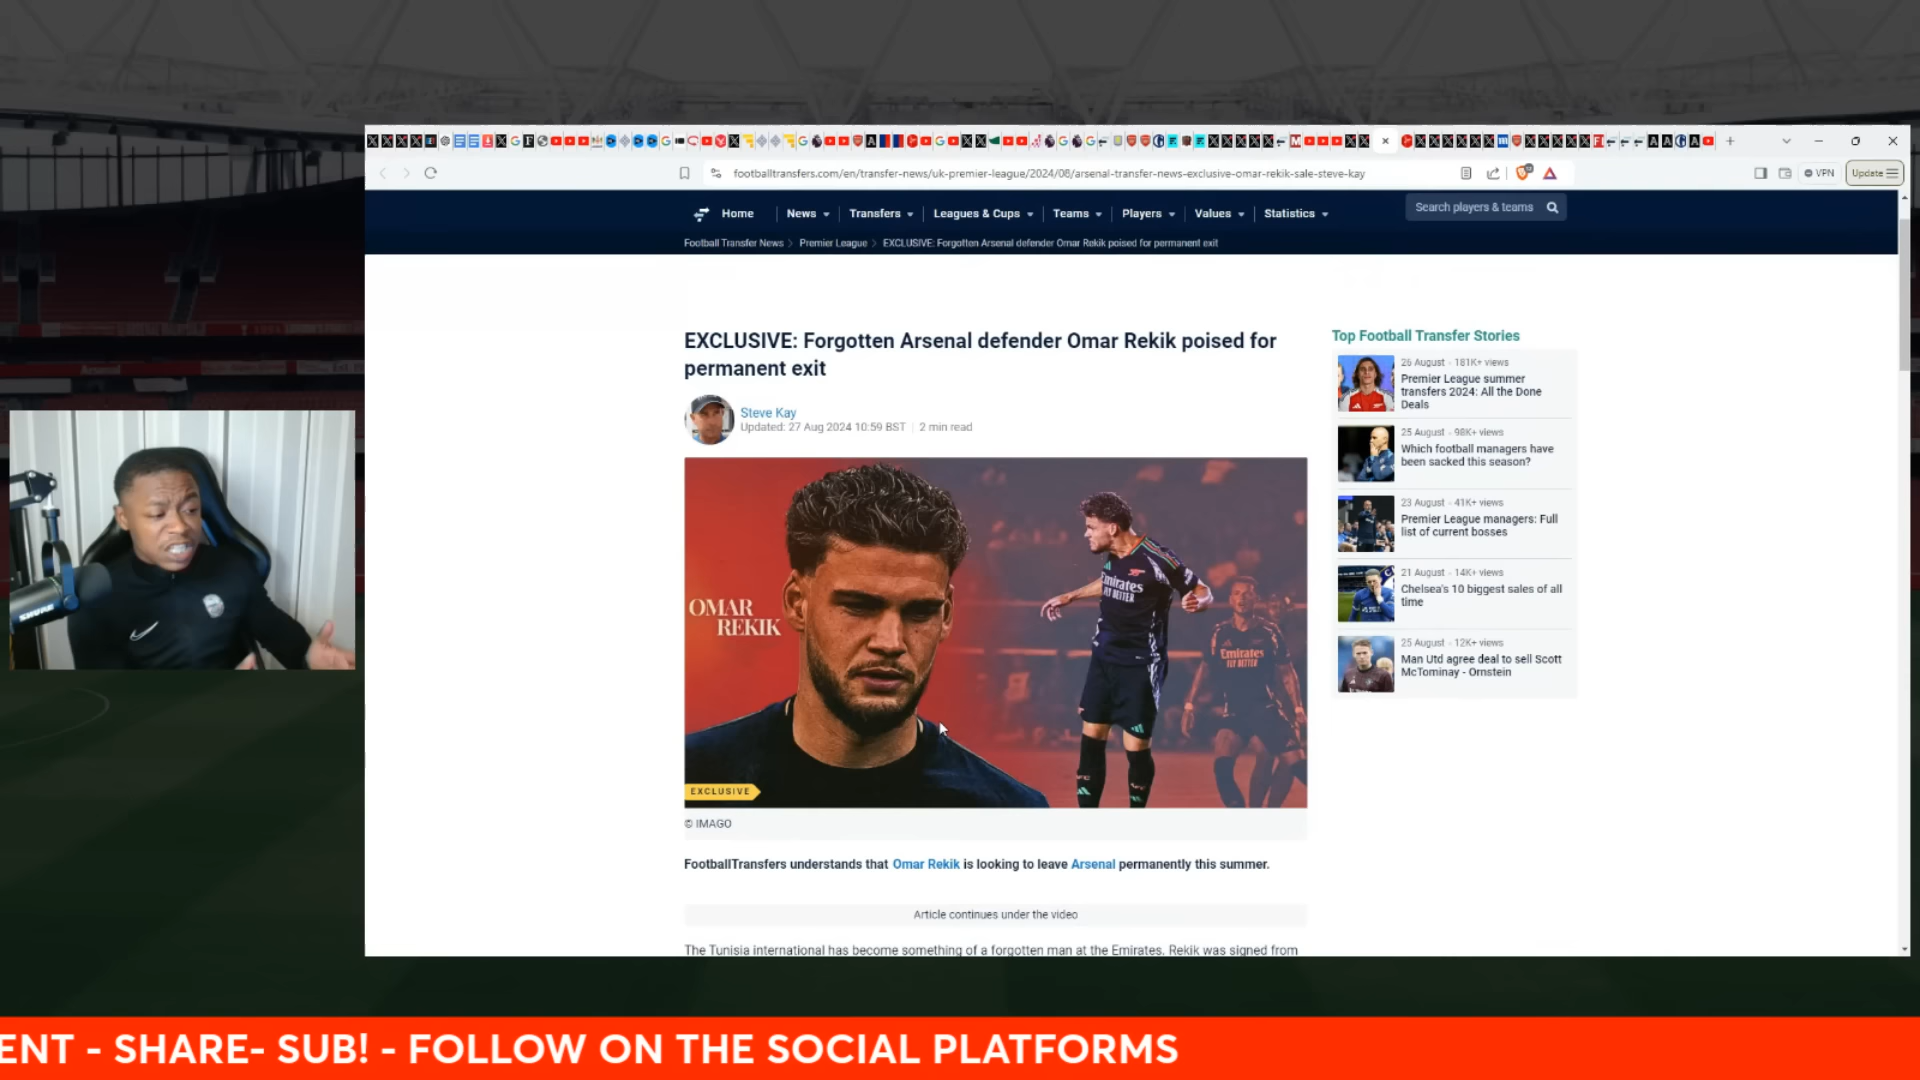 footballtransfers.com/en/transfer-news/uk-premier-league/2024/08/arsenal-transfer-news-exclusive-omar-rekik-sale-steve-kay
VPN
Update
Home
News
Transfers
Leagues & Cups
Teams
Players
Values
Statistics
Search players & teams
Football Transfer News > Premier League > EXCLUSIVE: Forgotten Arsenal defender Omar Rekik poised for permanent exit
EXCLUSIVE: Forgotten Arsenal defender Omar Rekik poised for
permanent exit
Steve Kay
Updated: 27 Aug 2024 10:59 BST | 2 min read
OMAR
REKIK
Emirates
FLY BETTER
Emirates
FLY BETTER
EXCLUSIVE
© IMAGO
FootballTransfers understands that Omar Rekik is looking to leave Arsenal permanently this summer.
Article continues under the video
The Tunisia international has become something of a forgotten man at the Emirates. Rekik was signed from
Top Football Transfer Stories
26 August - 181K+ views
Premier League summer
transfers 2024: All the Done
Deals
25 August - 98K+ views
Which football managers have
been sacked this season?
23 August - 41K+ views
Premier League managers: Full
list of current bosses
21 August - 14K+ views
Chelsea's 10 biggest sales of all
time
25 August - 12K+ views
Man Utd agree deal to sell Scott
McTominay - Ornstein
SHURE
ENT - SHARE- SUB! - FOLLOW ON THE SOCIAL PLATFORMS